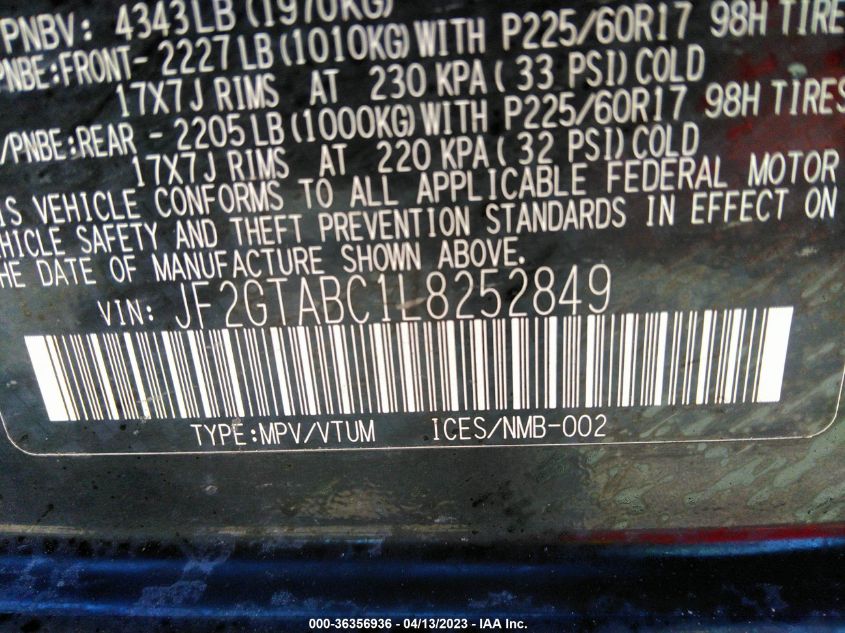 PNBV: 4343LB (1970KG)
PNBE:FRONT- 2227 LB (1010KG) WITH P225/60R17 98H TIRES
17X7J RIMS AT 230 KPA ( 33 PSI) COLD
/PNBE:REAR - 2205 LB (1000KG) WITH P225/60R17 98H TIRES
17X7J RIMS AT 220 KPA ( 32 PSI) COLD
IS VEHICLE CONFORMS TO ALL APPLICABLE FEDERAL MOTOR
HICLE SAFETY AND THEFT PREVENTION STANDARDS IN EFFECT ON
HE DATE OF MANUFACTURE SHOWN ABOVE.
VIN: JF2GTABC1L8252849
TYPE:MPV/VTUM ICES/NMB-002
000-36356936 - 04/13/2023 - IAA Inc.